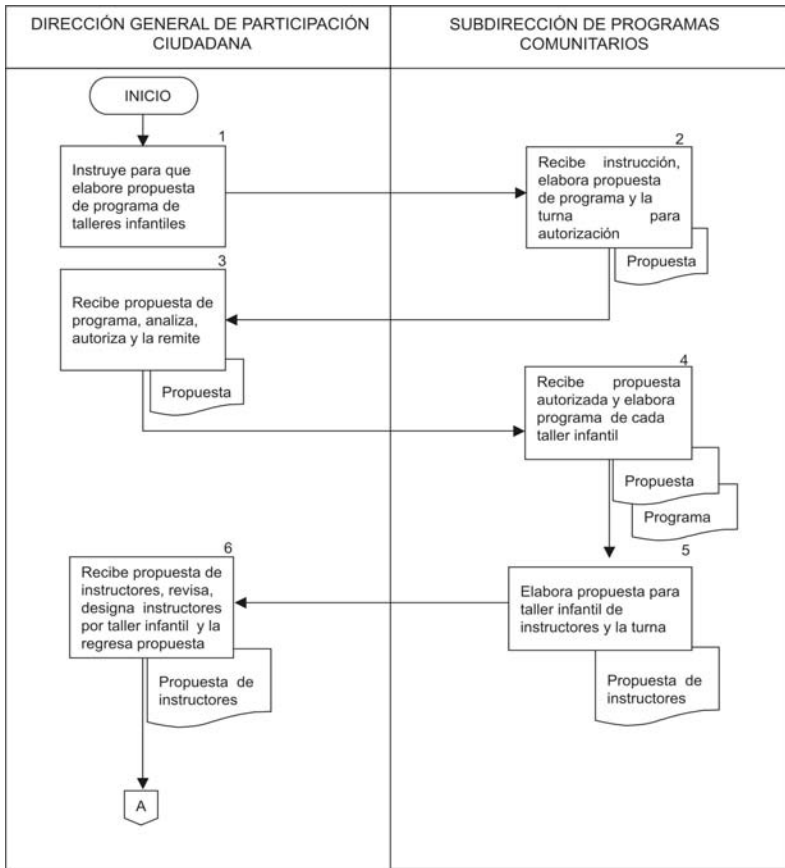 DIRECCIÓN GENERAL DE PARTICIPACIÓN
CIUDADANA
SUBDIRECCIÓN DE PROGRAMAS
COMUNITARIOS
INICIO
1
Instruye para que
elabore propuesta
de programa de
talleres infantiles
2
Recibe instrucción,
elabora propuesta
de programa y la
turna para
autorización
Propuesta
3
Recibe propuesta de
programa, analiza,
autoriza y la remite
Propuesta
4
Recibe propuesta
autorizada y elabora
programa de cada
taller infantil
Propuesta
Programa
5
Elabora propuesta para
taller infantil de
instructores y la turna
Propuesta de
instructores
6
Recibe propuesta de
instructores, revisa,
designa instructores
por taller infantil y la
regresa propuesta
Propuesta de
instructores
A